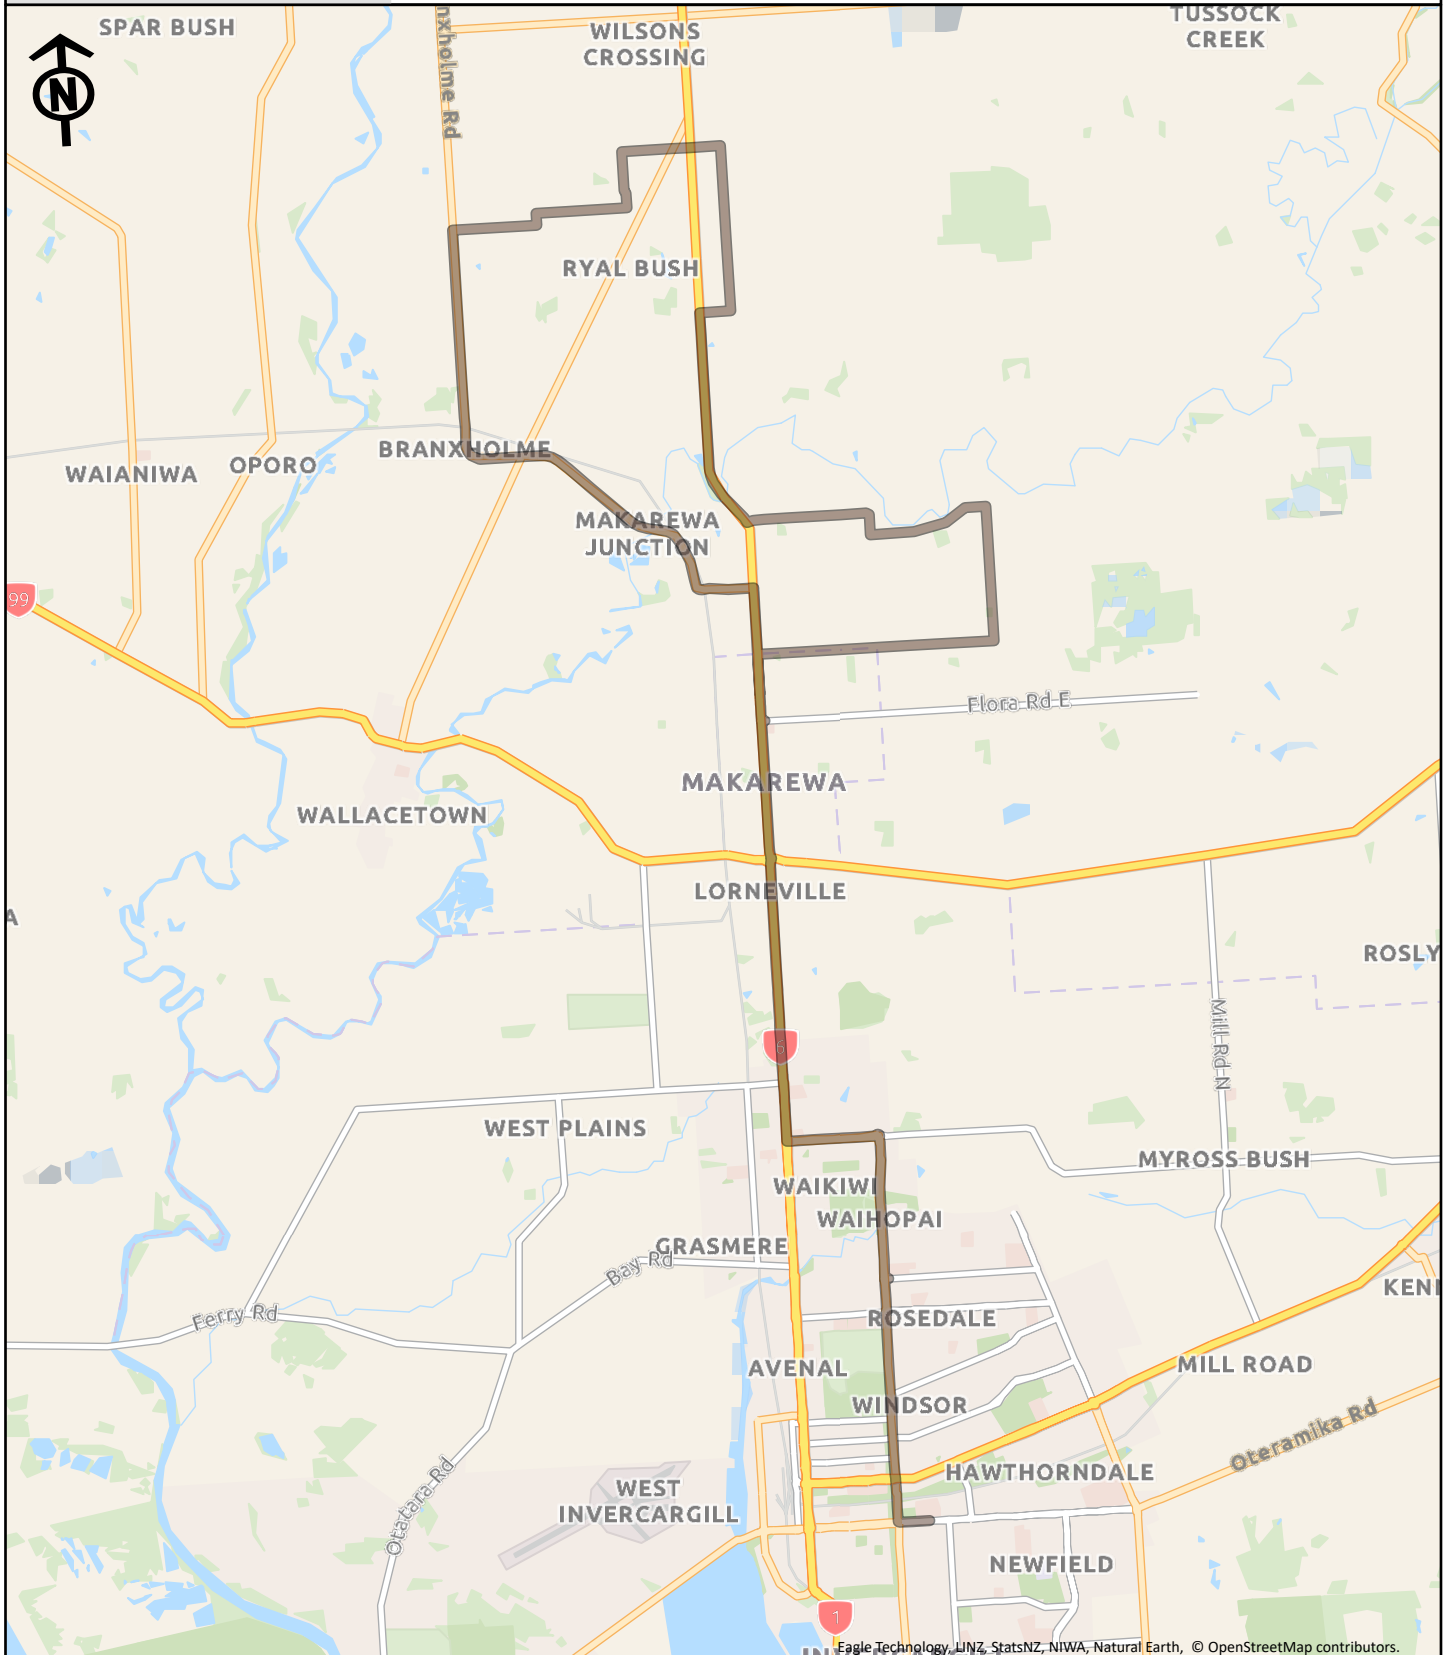 SPAR BUSH
WILSONS
CROSSING
TUSSOCK
CREEK
N
nxholme Rd
RYAL BUSH
BRANXHOLME
WAIANIWA
OPORO
MAKAREWA
JUNCTION
99
Flora Rd E
MAKAREWA
WALLACETOWN
LORNEVILLE
A
ROSLY
Mill Rd N
6
WEST PLAINS
MYROSS BUSH
WAIKIWI
WAIHOPAI
GRASMERE
Bay Rd
KEN
Ferry Rd
ROSEDALE
AVENAL
MILL ROAD
WINDSOR
Oteramika Rd
HAWTHORNDALE
WEST
INVERCARGILL
Otatara Rd
NEWFIELD
1
Eagle Technology, LINZ, StatsNZ, NIWA, Natural Earth, © OpenStreetMap contributors.